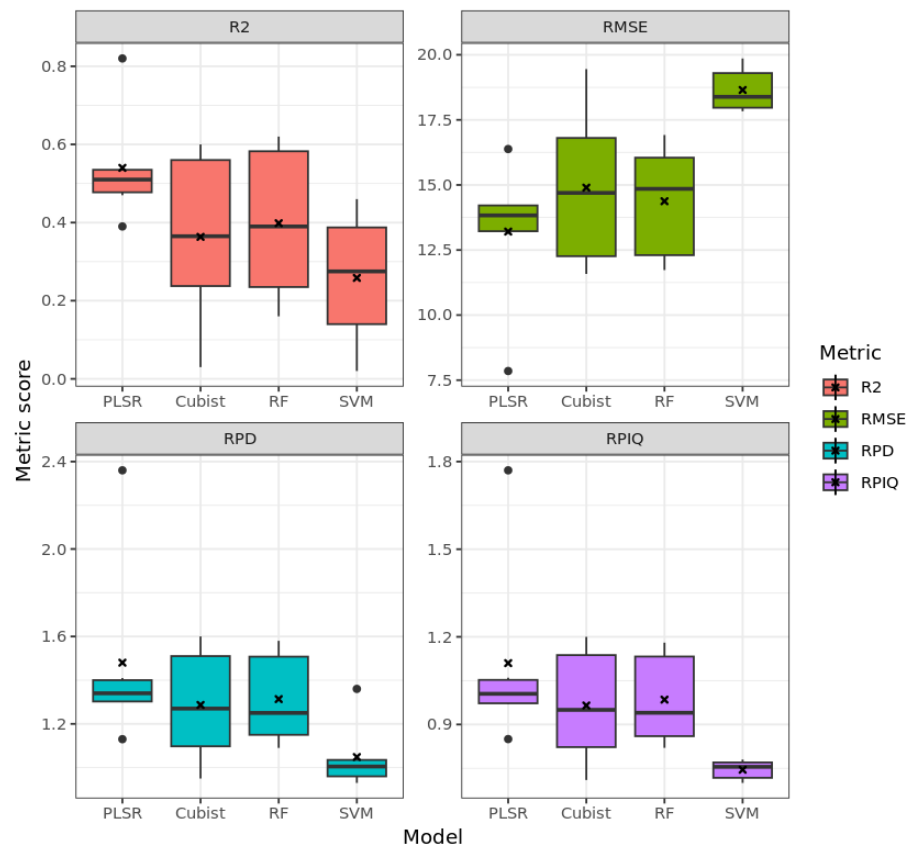 R2
RMSE
0.8
0.6
0.4
0.2
0.0
20.0
17.5
15.0
12.5
10.0
7.5
PLSR Cubist RF SVM
PLSR Cubist RF SVM
RPD
RPIQ
2.4
2.0
1.6
1.2
1.8
1.5
1.2
0.9
PLSR Cubist RF SVM
PLSR Cubist RF SVM
Metric score
Model
Metric
R2
RMSE
RPD
RPIQ